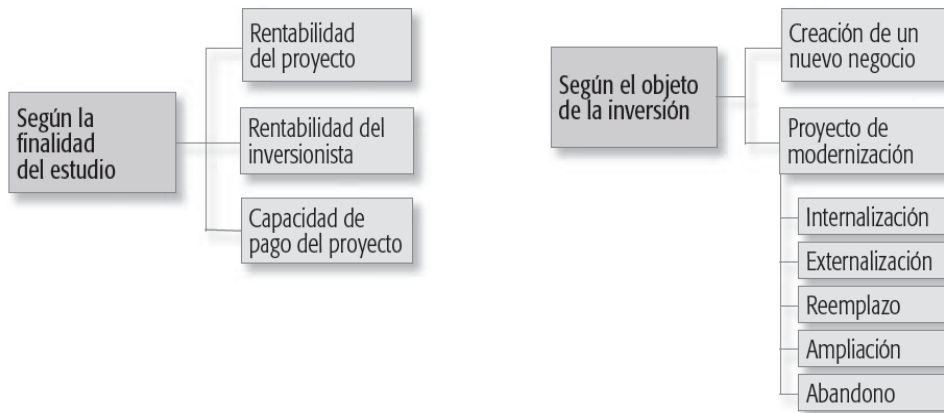 Según la
finalidad
del estudio
Rentabilidad
del proyecto
Rentabilidad del
inversionista
Capacidad de
pago del proyecto
Según el objeto
de la inversión
Creación de un
nuevo negocio
Proyecto de
modernización
Internalización
Externalización
Reemplazo
Ampliación
Abandono